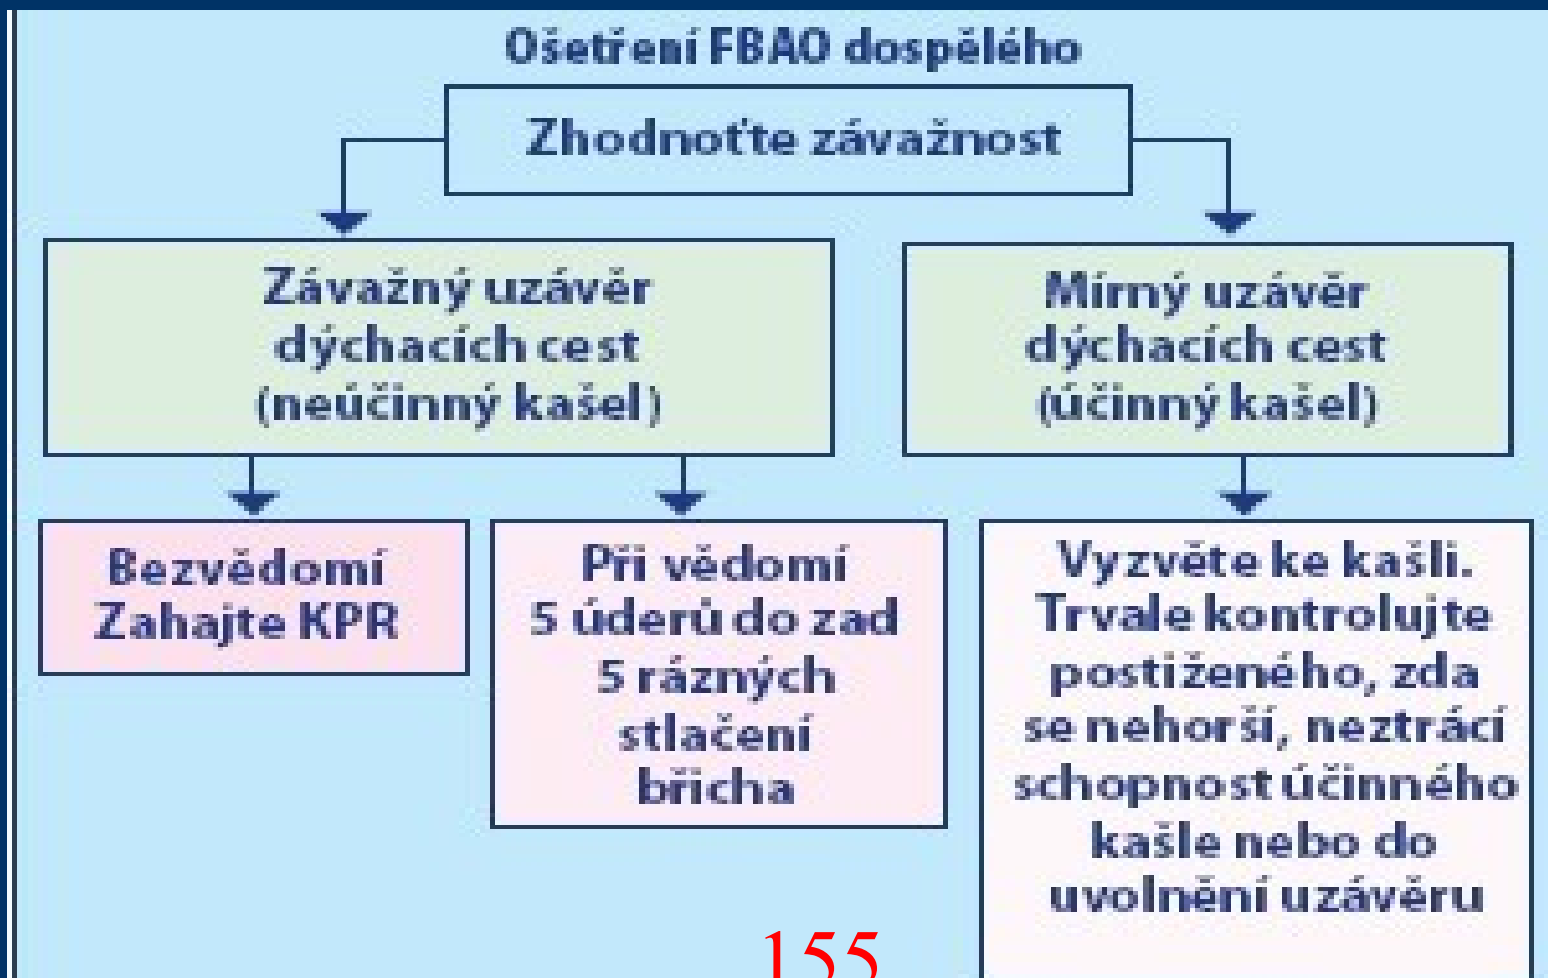 Ošetření FBAO dospělého
Zhodnoťte závažnost
Závažný uzávěr
dýchacích cest
(neúčinný kašel)
Mírný uzávěr
dýchacích cest
(účinný kašel)
Bezvědomí
Zahajte KPR
Při vědomí
5 úderů do zad
5 rázných
stlačení
břicha
Vyzvěte ke kašli.
Trvale kontrolujte
postiženého, zda
se nehorší, neztrácí
schopnost účinného
kašle nebo do
uvolnění uzávěru
155